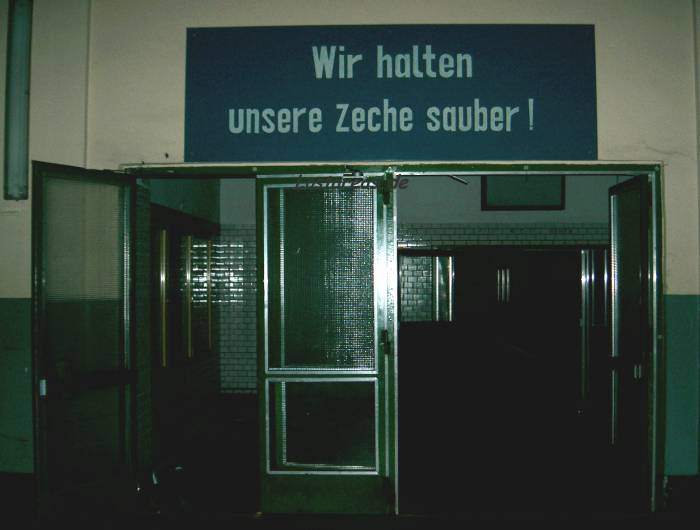 Wir halten
unsere Zeche sauber!